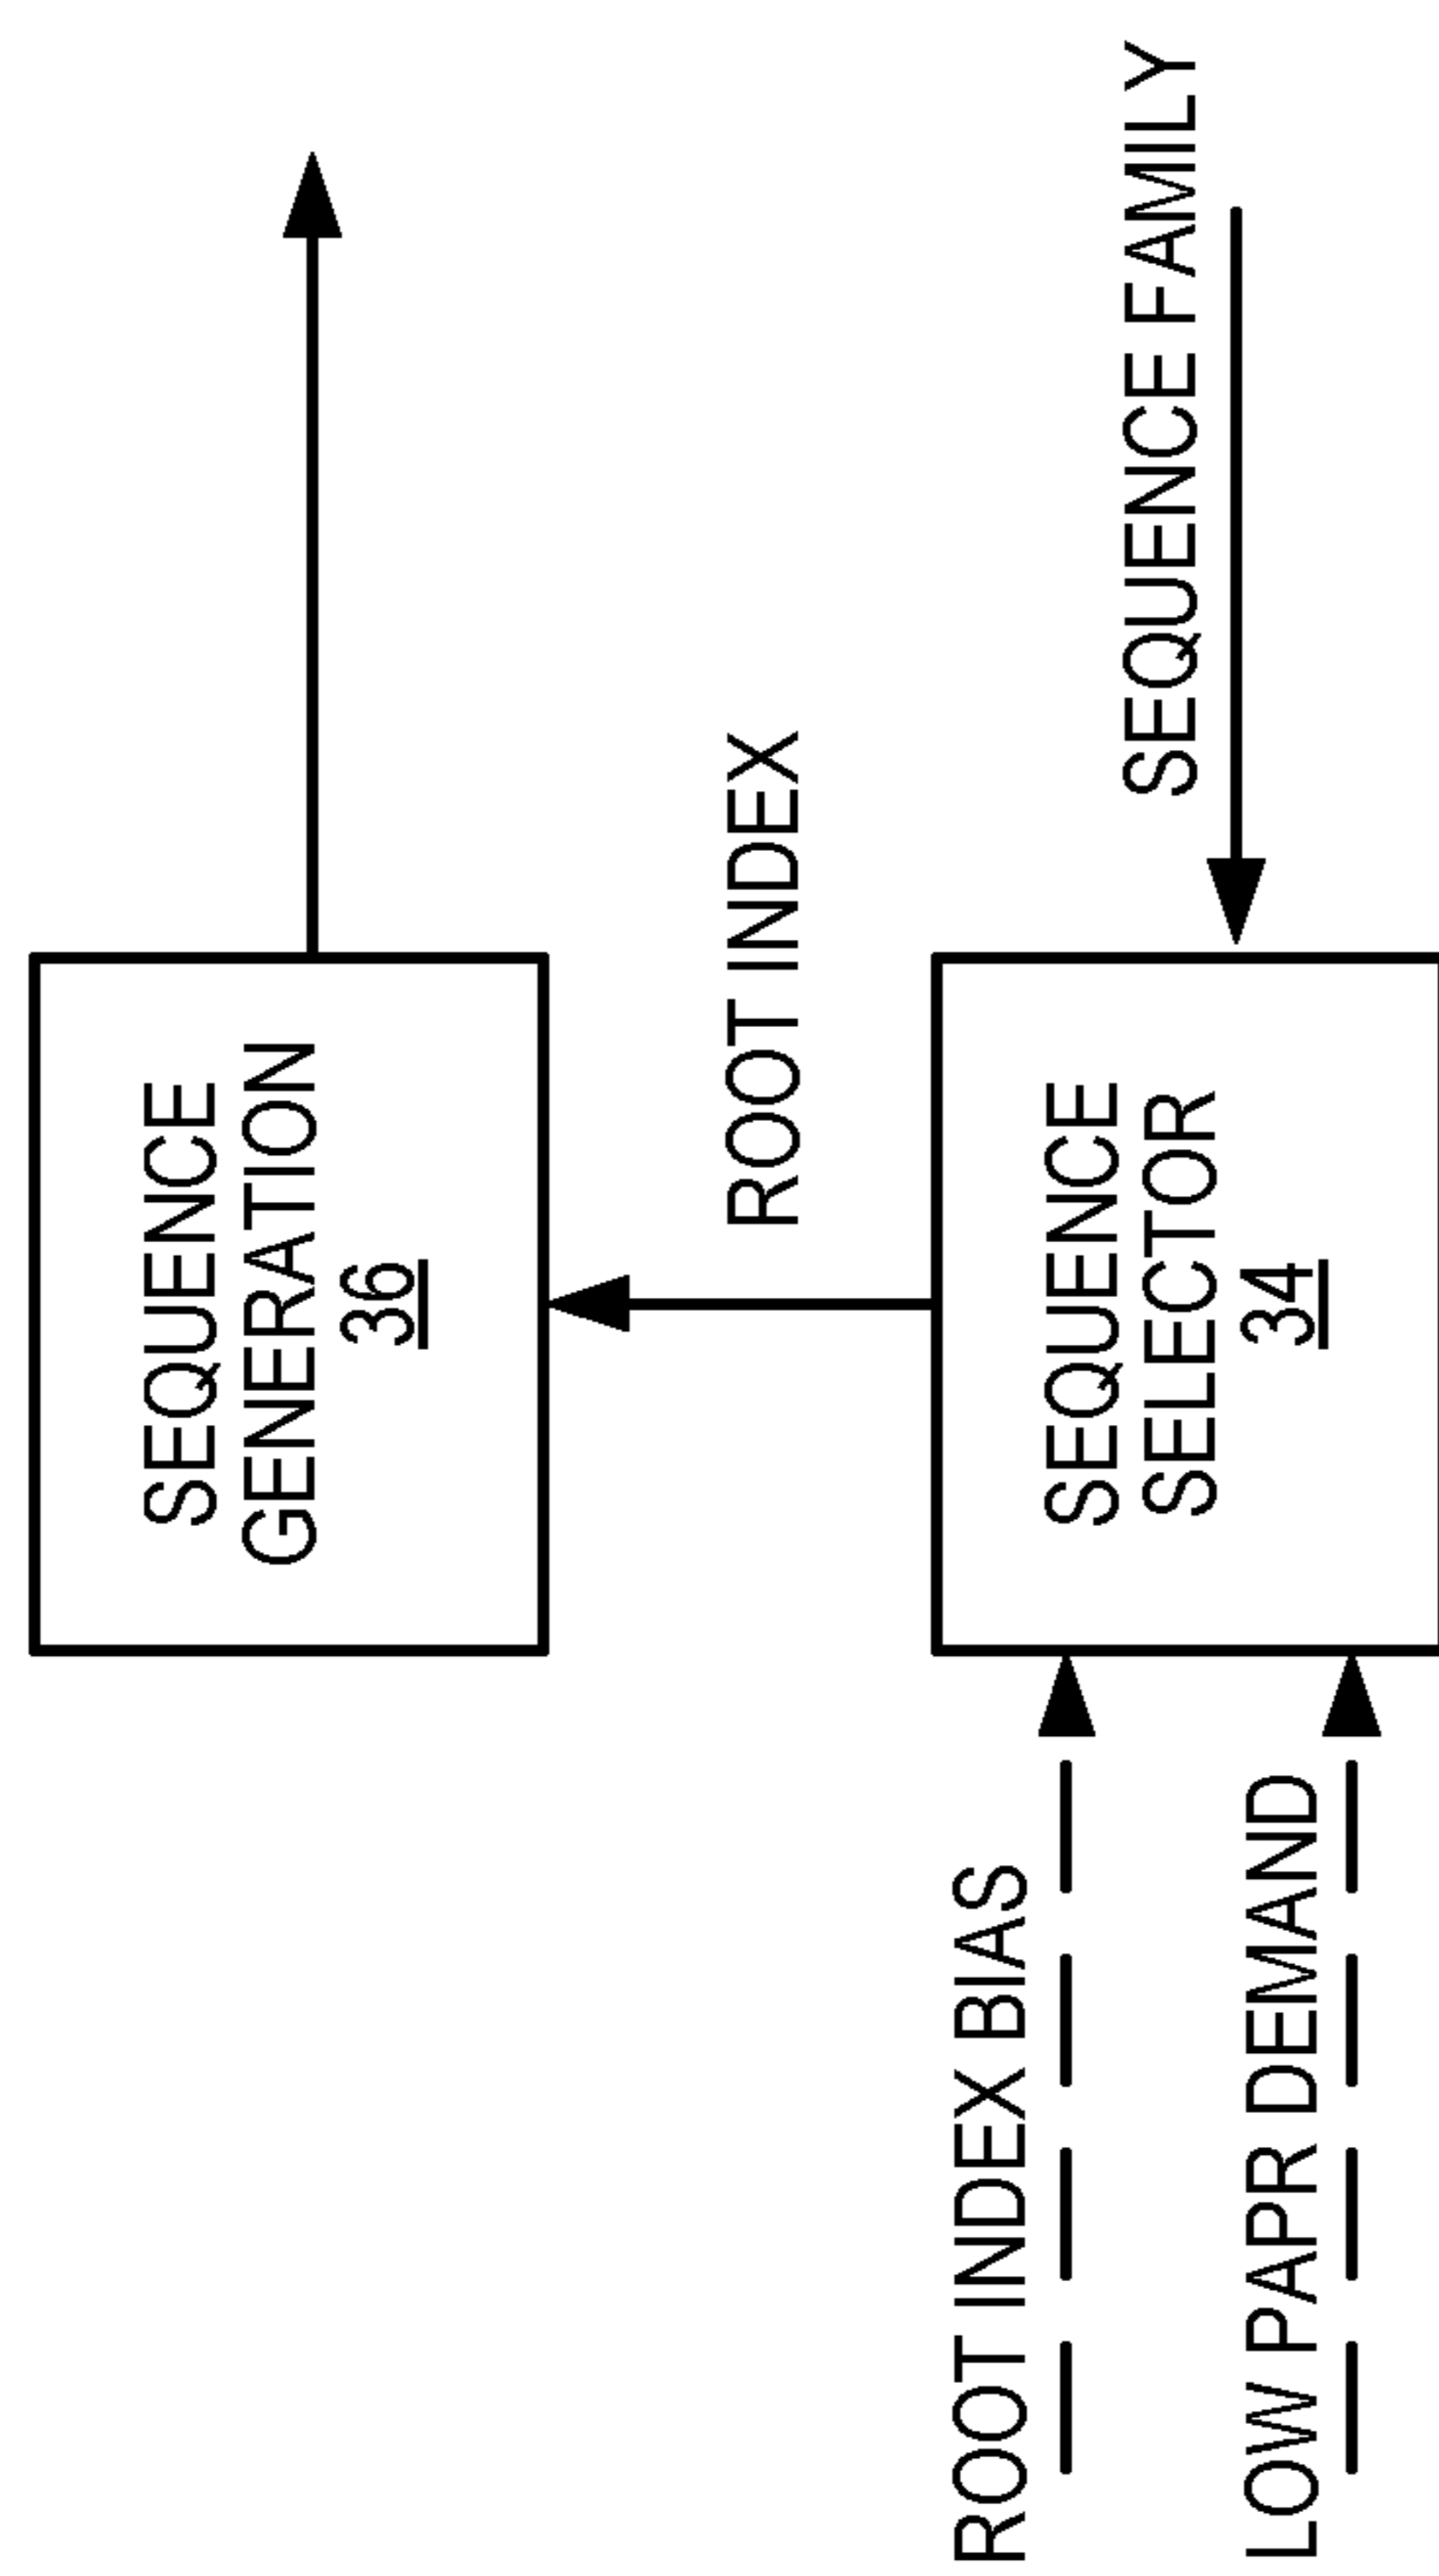 SEQUENCE
GENERATION
36
ROOT INDEX
ROOT INDEX BIAS
SEQUENCE
SELECTOR
34
SEQUENCE FAMILY
LOW PAPR DEMAND